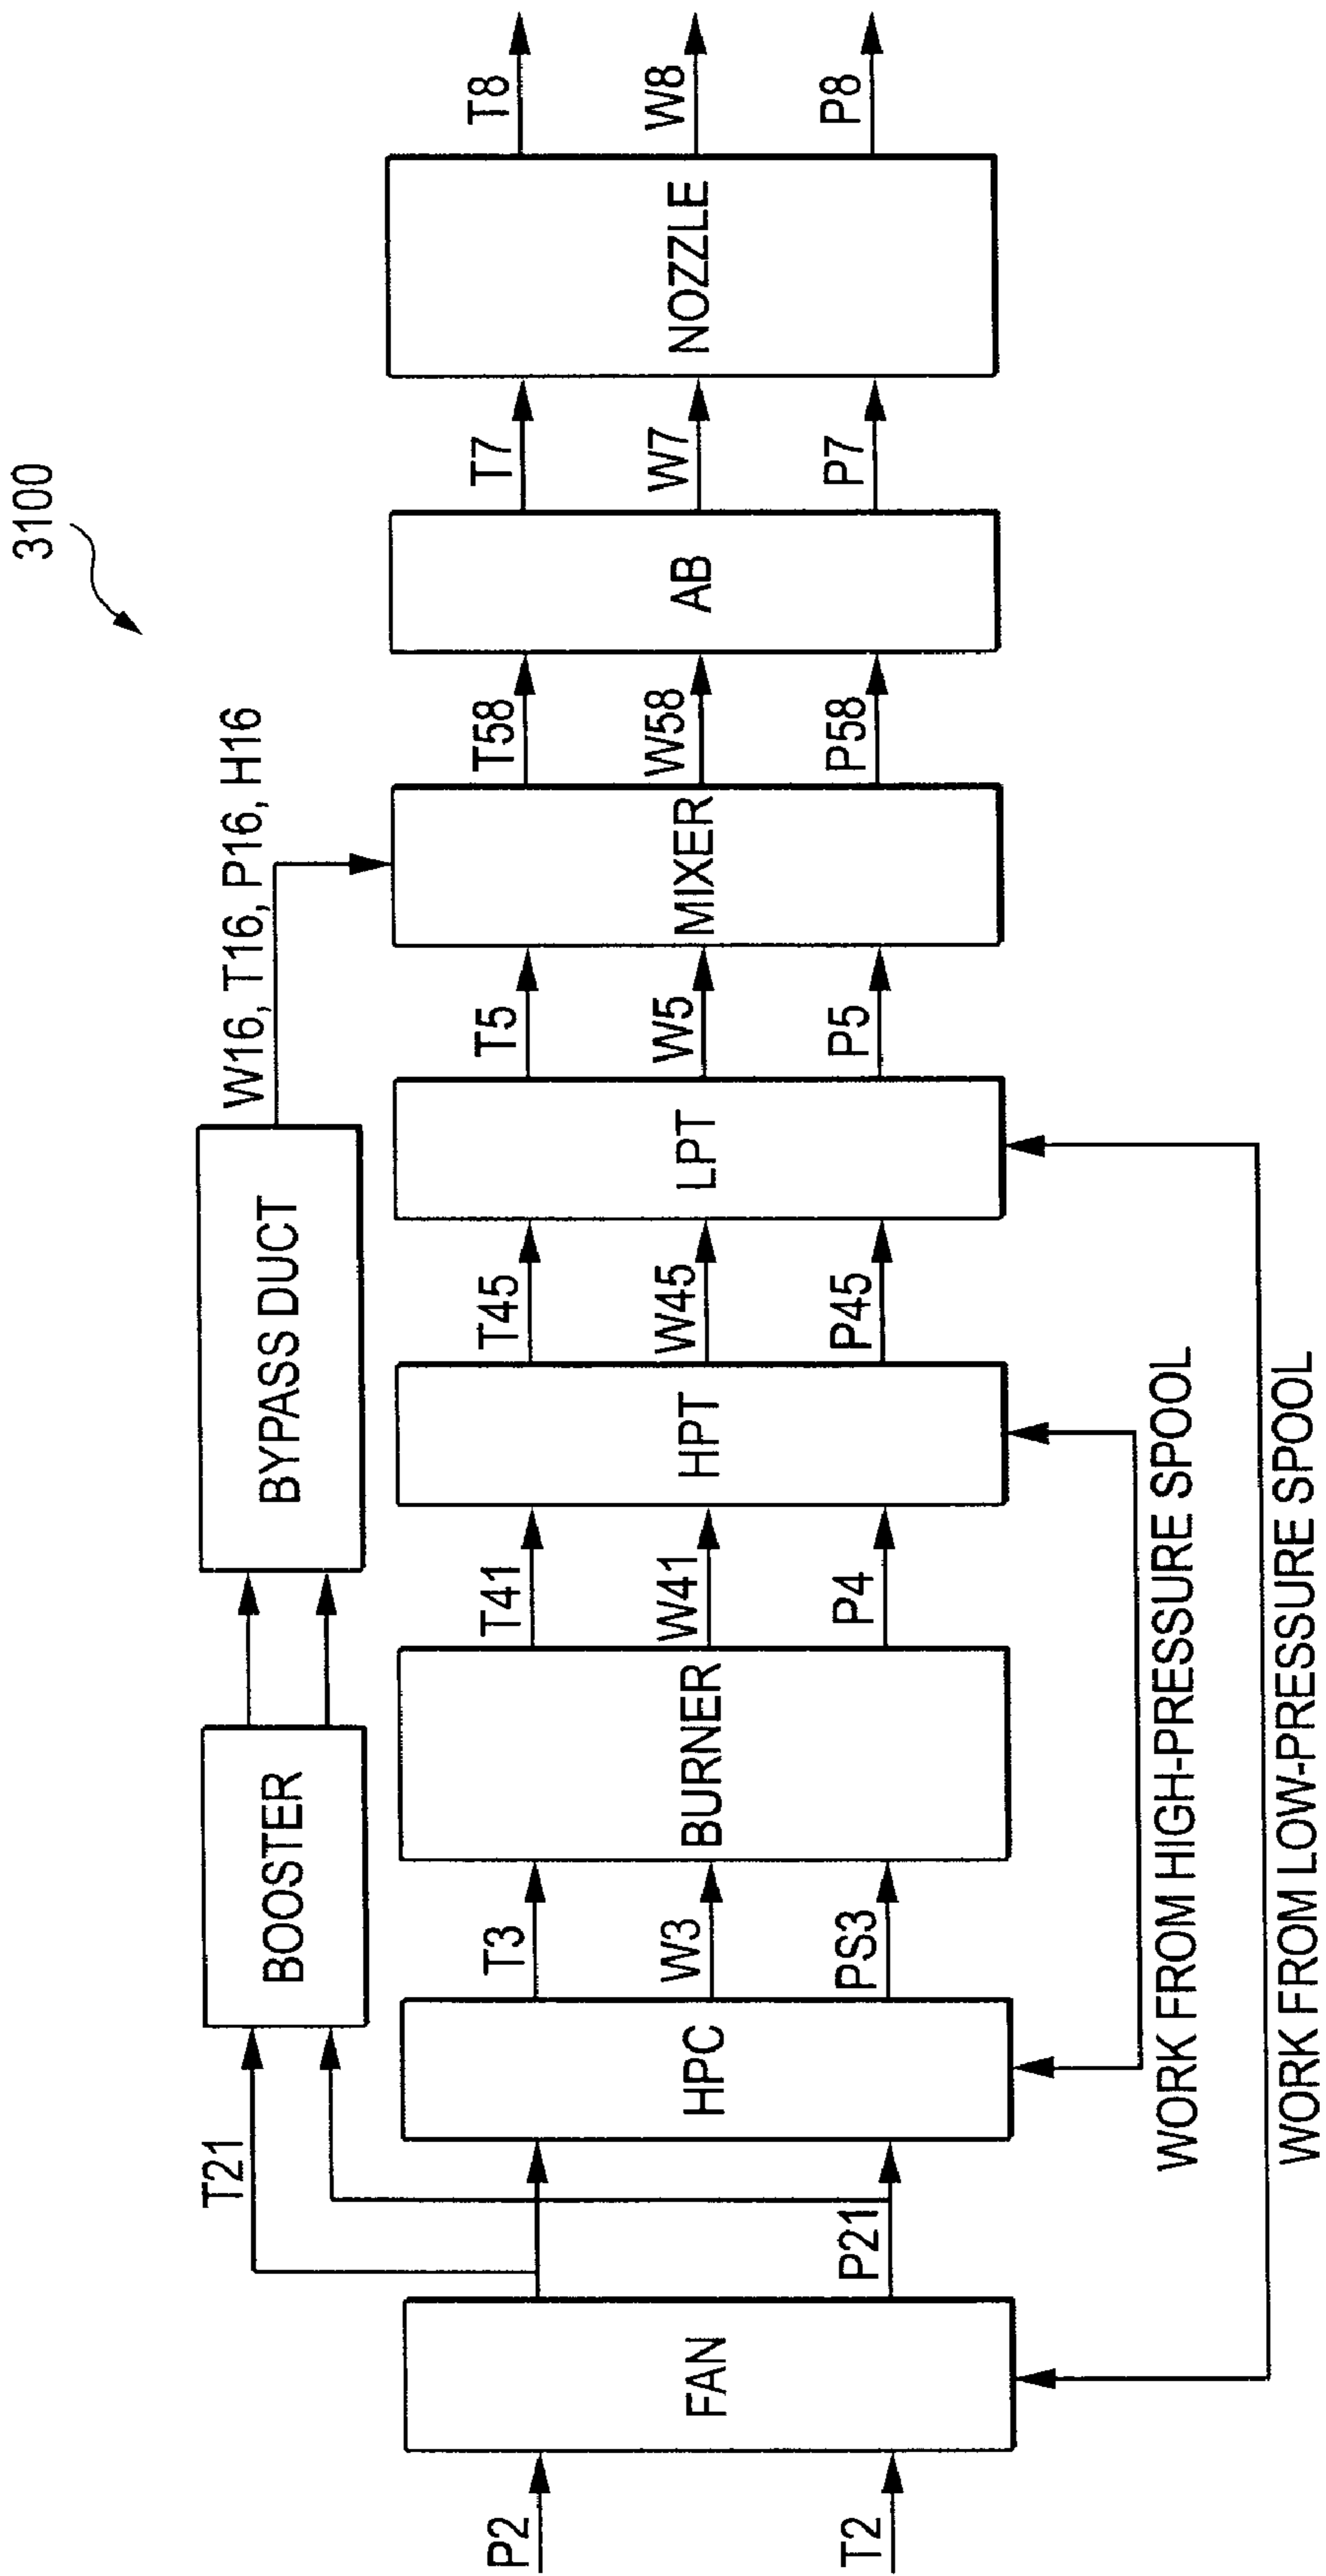 3100
W16, T16, P16, H16
T21
BOOSTER
BYPASS DUCT
P2
T2
FAN
P21
HPC
T3
W3
PS3
BURNER
T41
W41
P4
HPT
T45
W45
P45
LPT
T5
W5
P5
MIXER
T58
W58
P58
AB
T7
W7
P7
NOZZLE
T8
W8
P8
WORK FROM HIGH-PRESSURE SPOOL
WORK FROM LOW-PRESSURE SPOOL